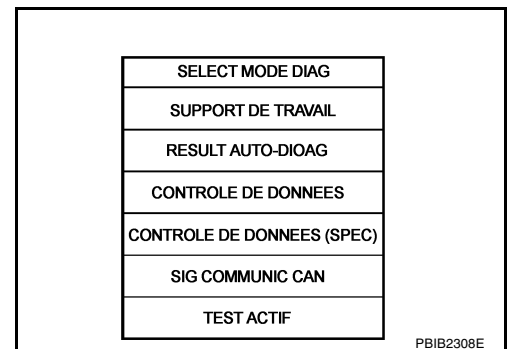 SELECT MODE DIAG
SUPPORT DE TRAVAIL
RESULT AUTO-DIOAG
CONTROLE DE DONNEES
CONTROLE DE DONNEES (SPEC)
SIG COMMUNIC CAN
TEST ACTIF
PBIB2308E